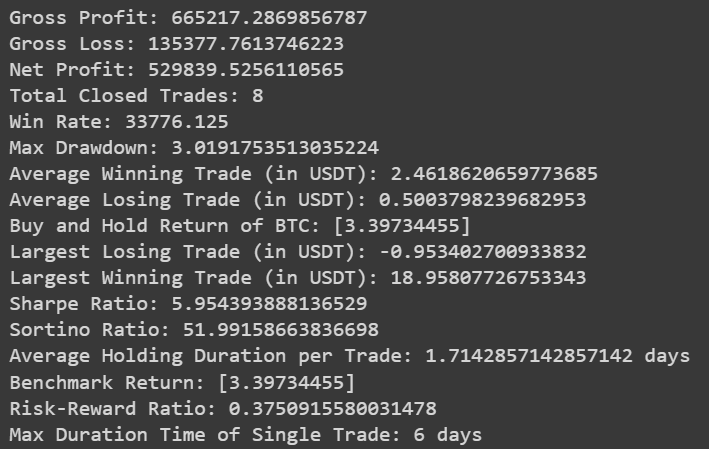 Gross Profit: 665217.2869856787
Gross Loss: 135377.7613746223
Net Profit: 529839.5256110565
Total Closed Trades: 8
Win Rate: 33776.125
Max Drawdown: 3.0191753513035224
Average Winning Trade (in USDT): 2.4618620659773685
Average Losing Trade (in USDT): 0.5003798239682953
Buy and Hold Return of BTC: [3.39734455]
Largest Losing Trade (in USDT): -0.953402700933832
Largest Winning Trade (in USDT): 18.95807726753343
Sharpe Ratio: 5.954393888136529
Sortino Ratio: 51.99158663836698
Average Holding Duration per Trade: 1.7142857142857142 days
Benchmark Return: [3.39734455]
Risk-Reward Ratio: 0.3750915580031478
Max Duration Time of Single Trade: 6 days